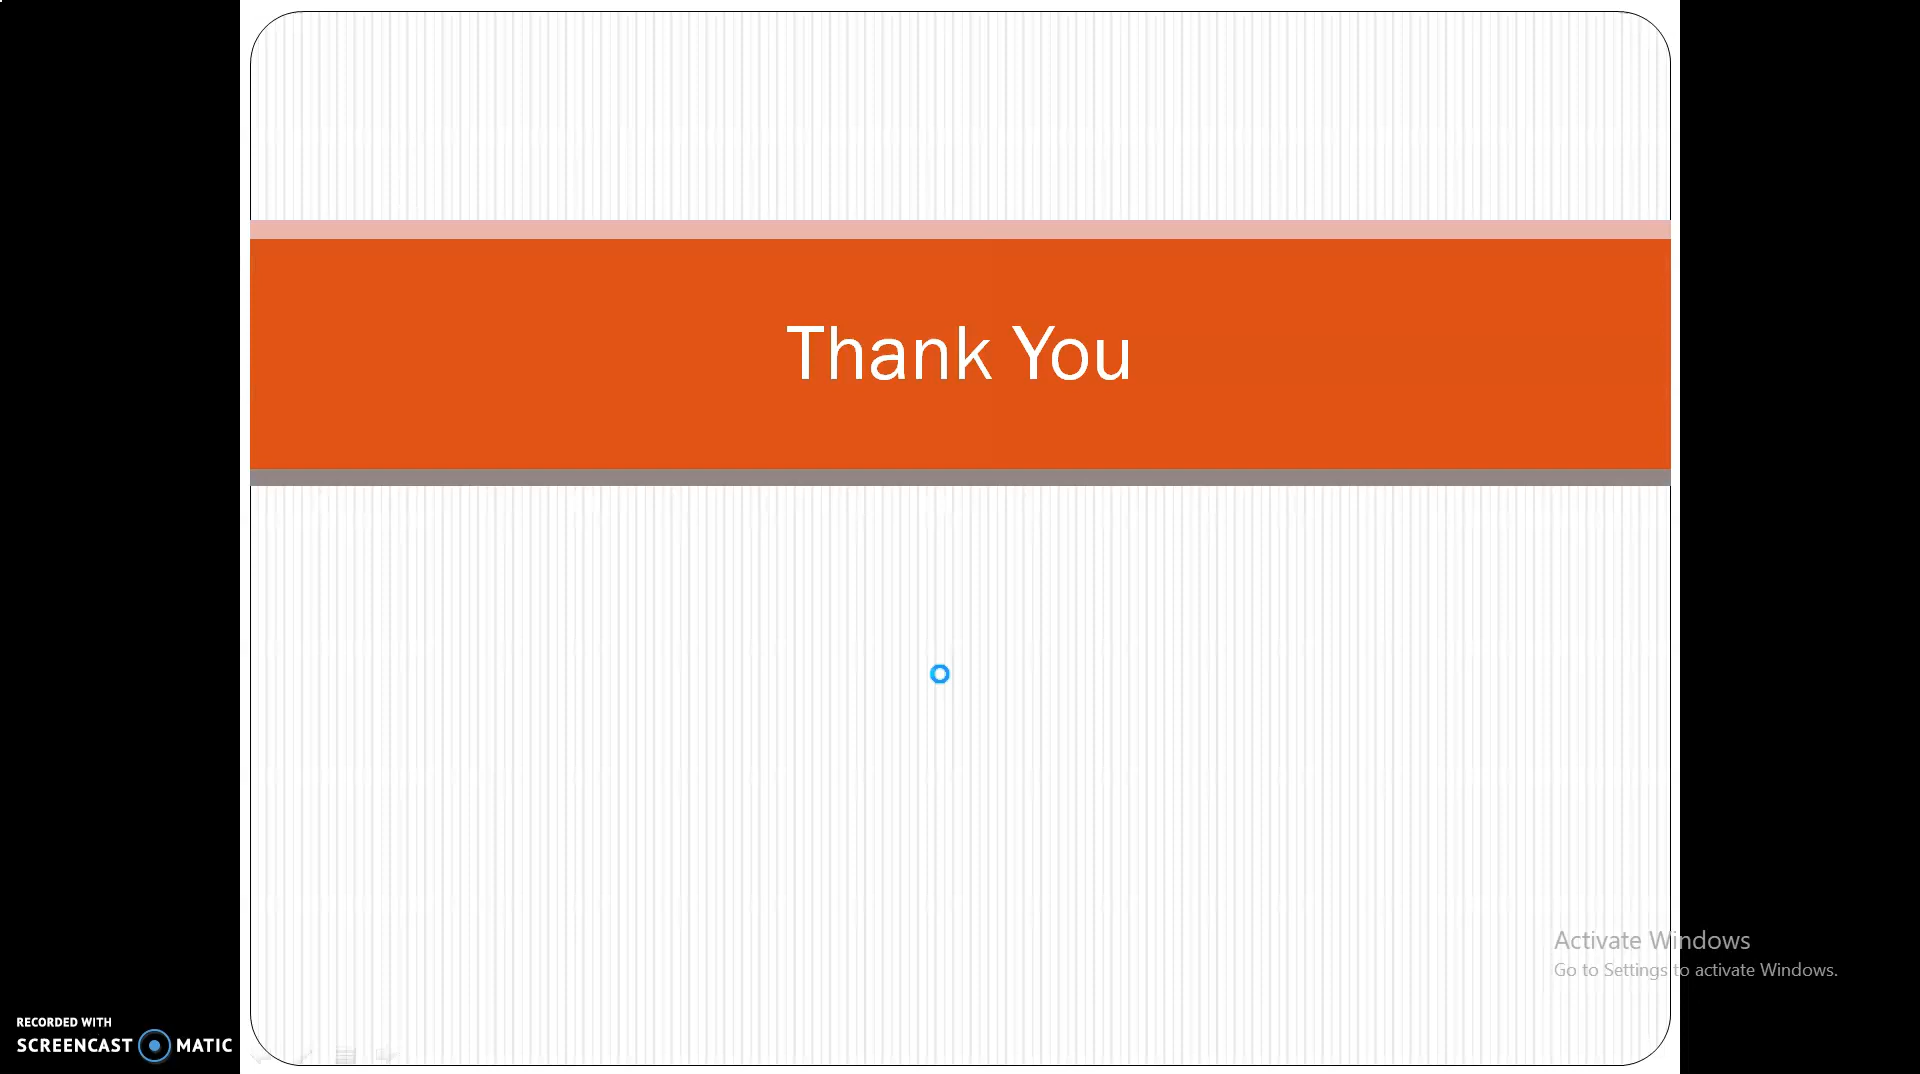 Thank You
Activate Windows
Go to Settings to activate Windows.
RECORDED WITH
SCREENCAST MATIC